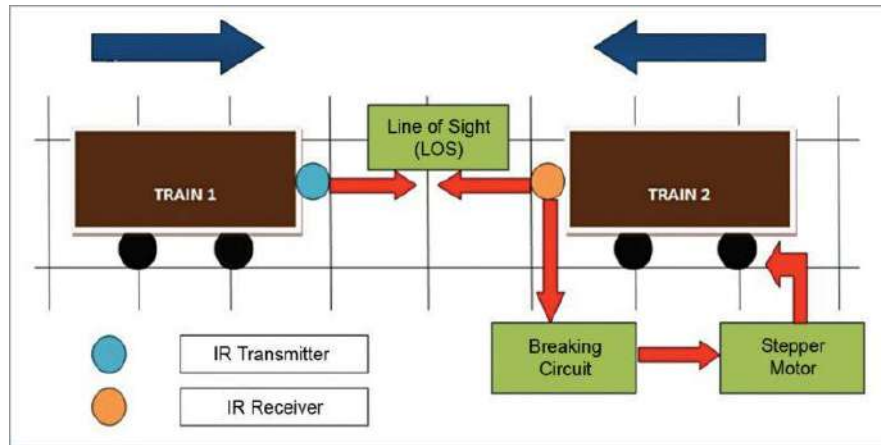 Line of Sight
(LOS)
TRAIN 1
TRAIN 2
IR Transmitter
IR Receiver
Breaking
Circuit
Stepper
Motor